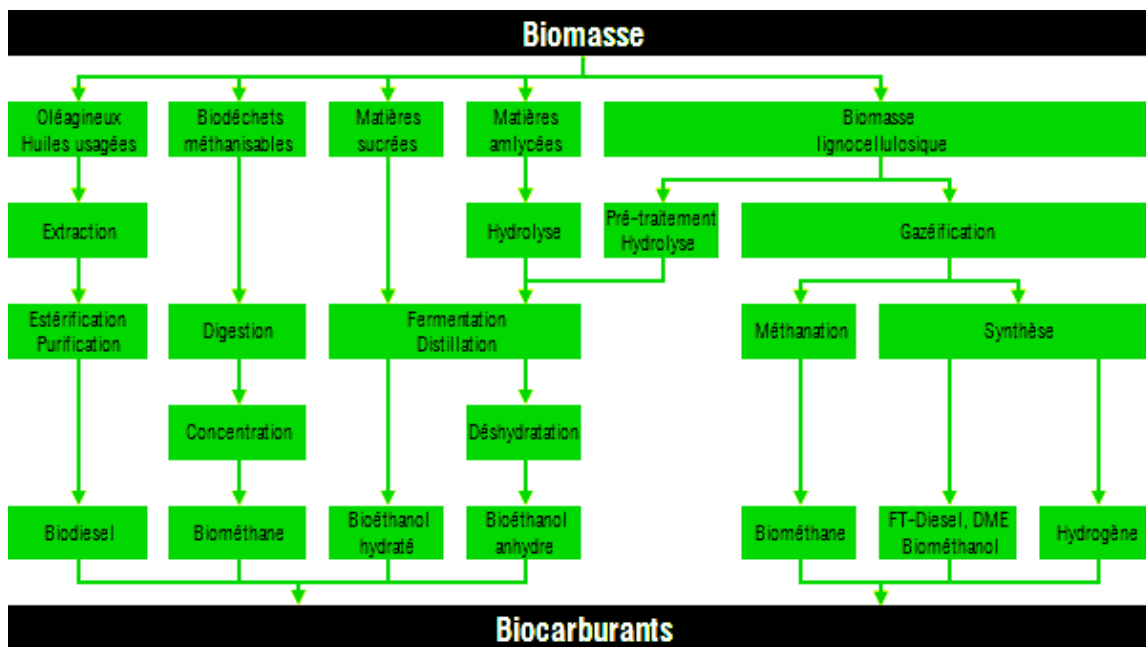 Biomasse
Oléagineux
Huiles usagées
Biodéchets
méthanisables
Matières
sucrées
Matières
amlycées
Biomasse
lignocellulosique
Extraction
Hydrolyse
Pré-traitement
Hydrolyse
Gazéification
Estérification
Purification
Digestion
Fermentation
Distillation
Méthanation
Synthèse
Concentration
Déshydratation
Biodiesel
Biométhane
Bioéthanol
hydraté
Bioéthanol
anhydre
Biométhane
FT-Diesel, DME
Biométhanol
Hydrogène
Biocarburants